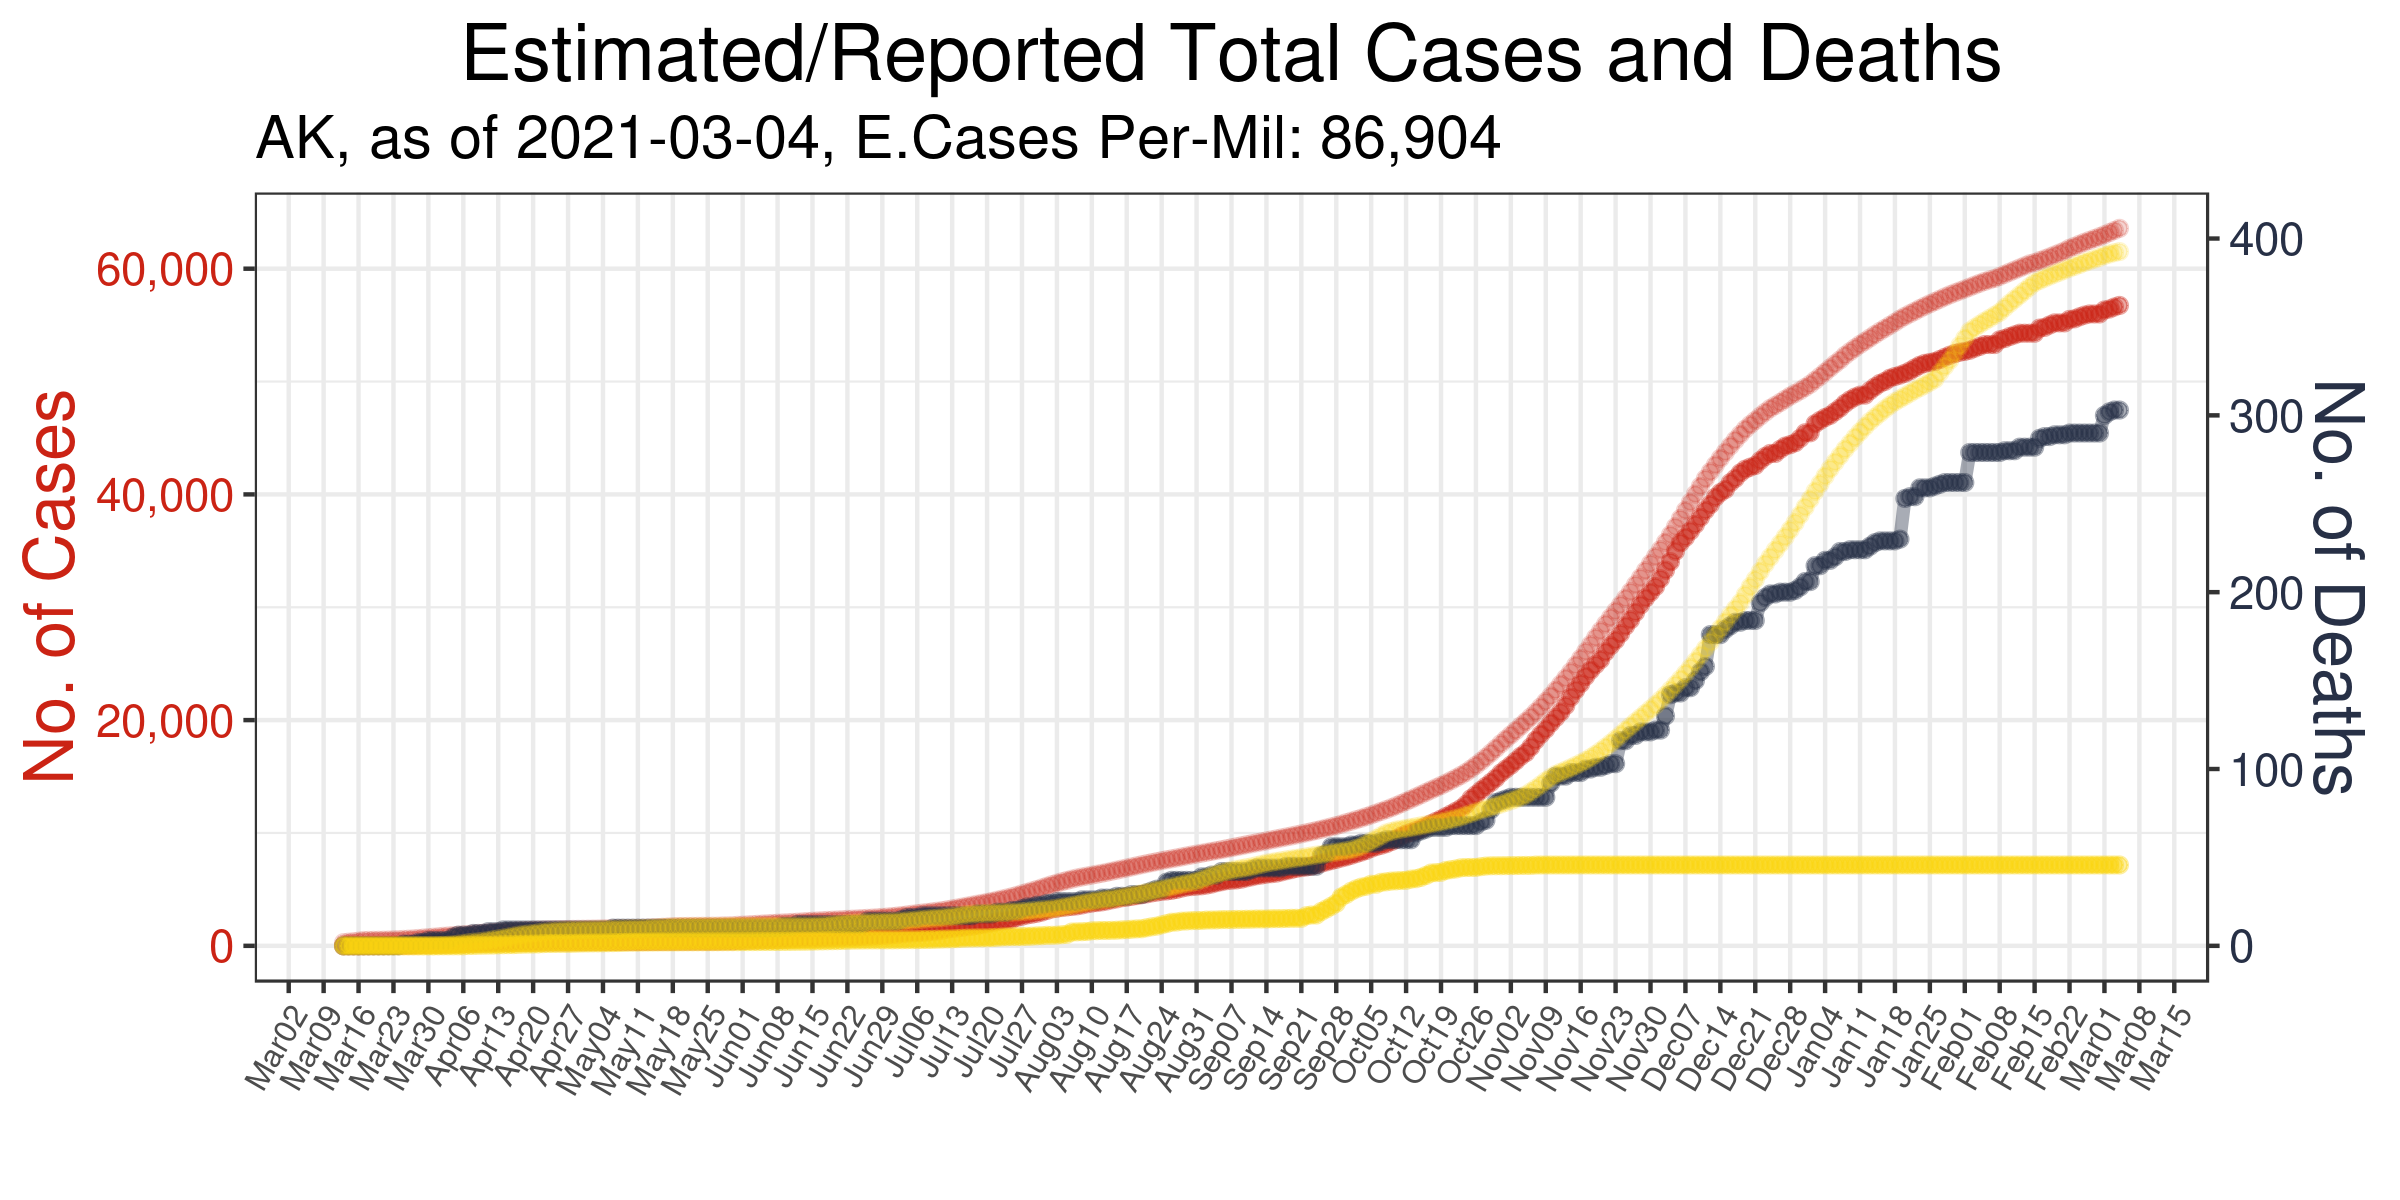 Estimated/Reported Total Cases and Deaths
AK, as of 2021-03-04, E.Cases Per-Mil: 86,904
No. of Cases
60,000
40,000
20,000
0
400
300
200
100
0
No. of Deaths
Mar02
Mar09
Mar16
Mar23
Mar30
Apr06
Apr13
Apr20
Apr27
May04
May11
May18
May25
Jun01
Jun08
Jun15
Jun22
Jun29
Jul06
Jul13
Jul20
Jul27
Aug03
Aug10
Aug17
Aug24
Aug31
Sep07
Sep14
Sep21
Sep28
Oct05
Oct12
Oct19
Oct26
Nov02
Nov09
Nov16
Nov23
Nov30
Dec07
Dec14
Dec21
Dec28
Jan04
Jan11
Jan18
Jan25
Feb01
Feb08
Feb15
Feb22
Mar01
Mar08
Mar15